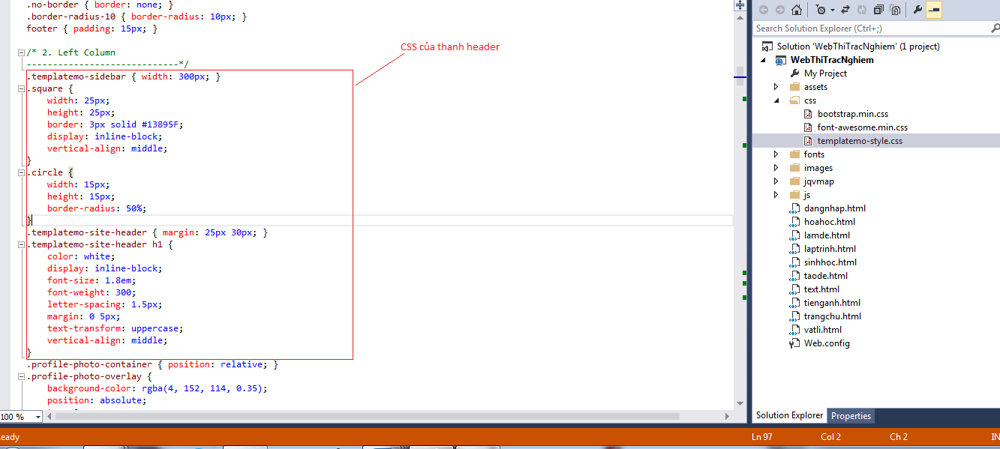 .no-border { border: none; }
.border-radius-10 { border-radius: 10px; }
footer { padding: 15px; }
/* 2. Left Column
-----------------------------*/
CSS của thanh header
.templatemo-sidebar { width: 300px; }
.square {
width: 25px;
height: 25px;
border: 3px solid #13895F;
display: inline-block;
vertical-align: middle;
}
.circle {
width: 15px;
height: 15px;
border-radius: 50%;
}
.templatemo-site-header { margin: 25px 30px; }
.templatemo-site-header h1 {
color: white;
display: inline-block;
font-size: 1.8em;
font-weight: 300;
letter-spacing: 1.5px;
margin: 0 5px;
text-transform: uppercase;
vertical-align: middle;
}
.profile-photo-container { position: relative; }
.profile-photo-overlay {
background-color: rgba(4, 152, 114, 0.35);
position: absolute;
100 %
Search Solution Explorer (Ctrl+;)
Solution 'WebThiTracNghiem' (1 project)
WebThiTracNghiem
My Project
assets
css
bootstrap.min.css
font-awesome.min.css
templatemo-style.css
fonts
images
jqvmap
js
dangnhap.html
hoahoc.html
lamde.html
laptrinh.html
sinhhoc.html
taode.html
text.html
tienganh.html
trangchu.html
vatli.html
Web.config
Solution Explorer Properties
eady Ln 97 Col 2 Ch 2 IN